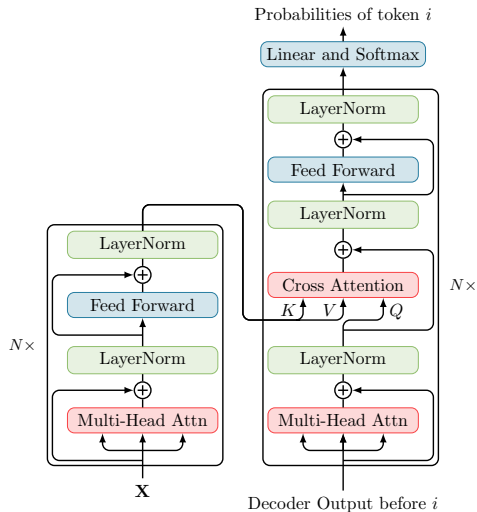 Probabilities of token i
Linear and Softmax
LayerNorm
Feed Forward
LayerNorm
Cross Attention
K V Q
N×
LayerNorm
Multi-Head Attn
Decoder Output before i
LayerNorm
Feed Forward
N×
LayerNorm
Multi-Head Attn
X